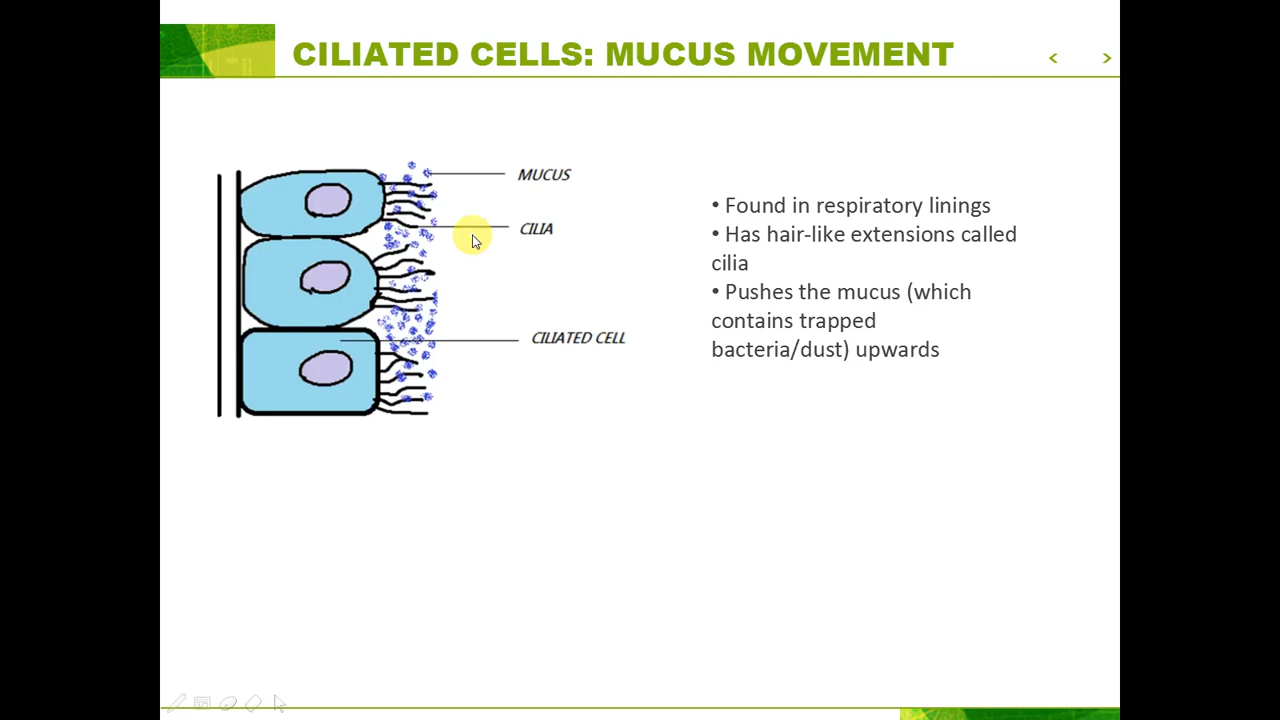 CILIATED CELLS: MUCUS MOVEMENT
< >
MUCUS
CILIA
CILIATED CELL
• Found in respiratory linings
• Has hair-like extensions called
cilia
• Pushes the mucus (which
contains trapped
bacteria/dust) upwards